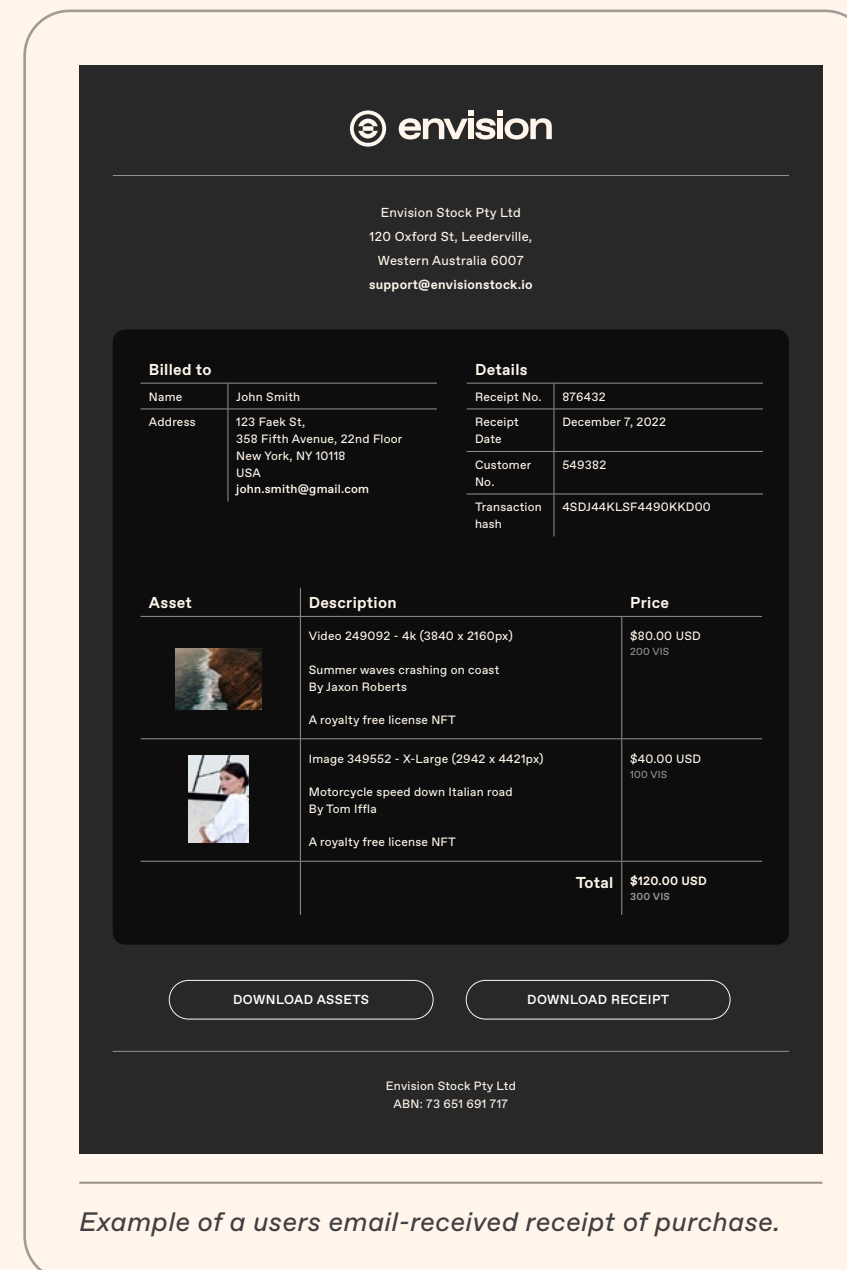 envision
Envision Stock Pty Ltd
120 Oxford St, Leederville,
Western Australia 6007
support@envisionstock.io
Billed to
Name John Smith
Address 123 Faek St,
358 Fifth Avenue, 22nd Floor
New York, NY 10118
USA
john.smith@gmail.com
Details
Receipt No. 876432
Receipt December 7, 2022
Date
Customer 549382
No.
Transaction 4SDJ44KLSF4490KKD00
hash
Asset Description Price
Video 249092 - 4k (3840 x 2160px) $80.00 USD
200 VIS
Summer waves crashing on coast
By Jaxon Roberts
A royalty free license NFT
Image 349552 - X-Large (2942 x 4421px) $40.00 USD
100 VIS
Motorcycle speed down Italian road
By Tom Iffla
A royalty free license NFT
Total $120.00 USD
300 VIS
DOWNLOAD ASSETS DOWNLOAD RECEIPT
Envision Stock Pty Ltd
ABN: 73 651 691 717
Example of a users email-received receipt of purchase.